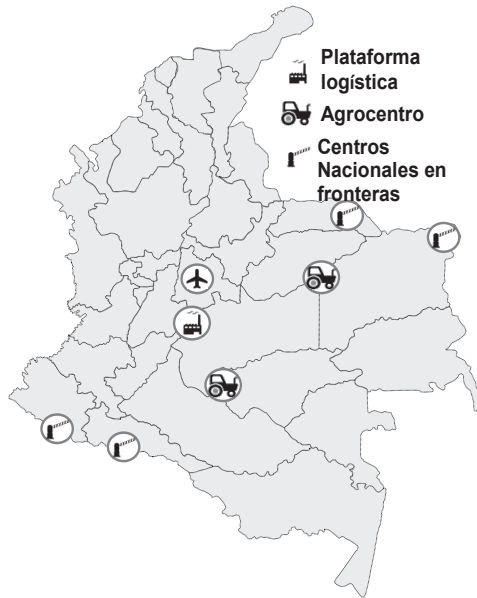 Plataforma
logística
Agrocentro
Centros
Nacionales en
fronteras